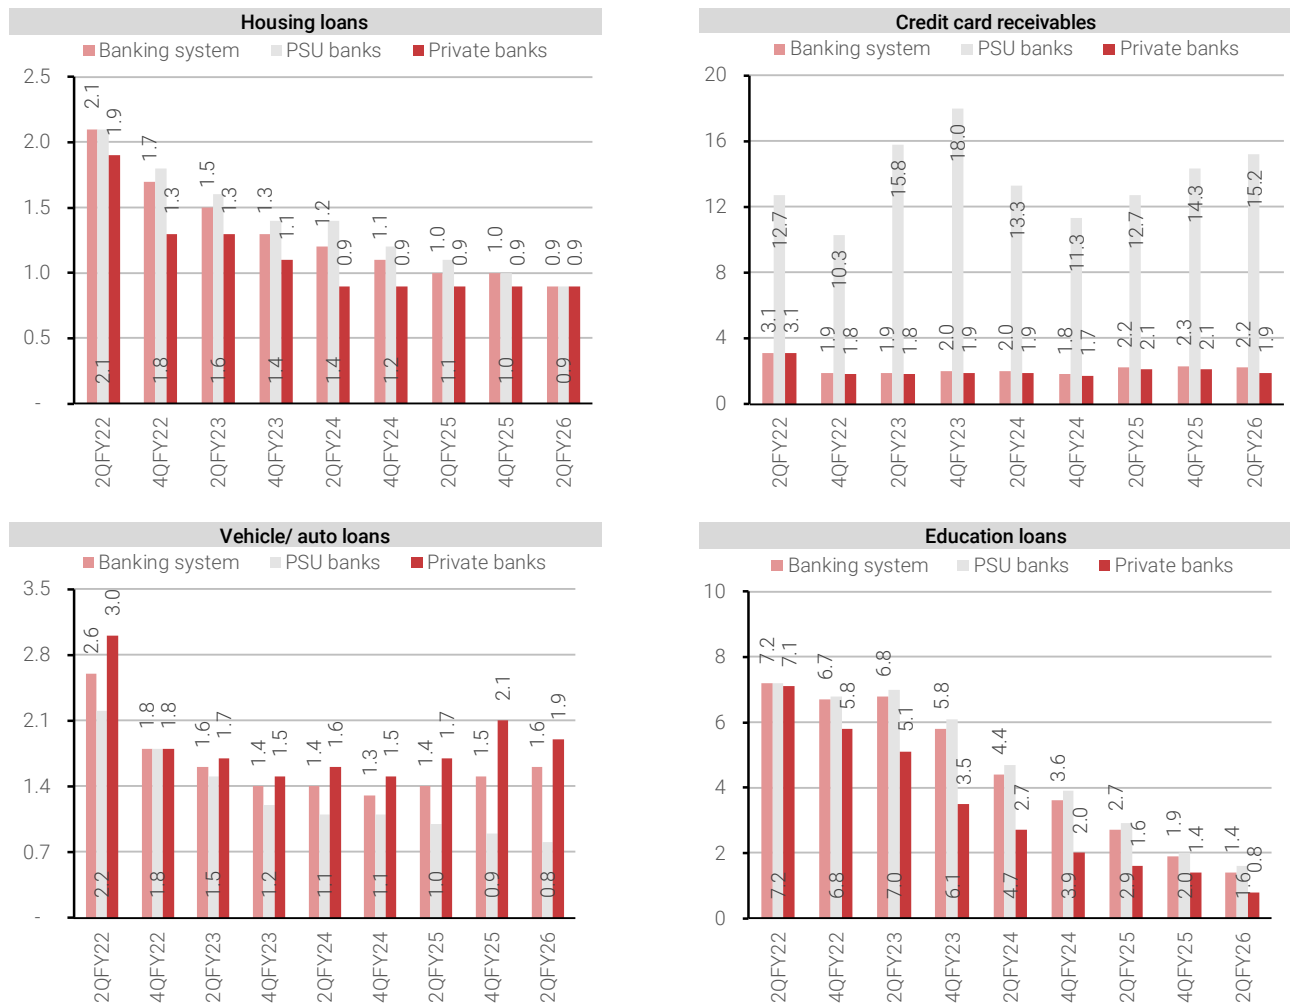 Housing loans
Banking system PSU banks Private banks
2.5
2.0
1.5
1.0
0.5
-
2.1 1.9 1.7 1.3 1.5 1.3 1.3 1.1 1.2 0.9 1.1 0.9 1.0 0.9 1.0 0.9 0.9 0.9
2.1 1.8 1.6 1.4 1.4 1.2 1.1 1.0 0.9
2QFY22 4QFY22 2QFY23 4QFY23 2QFY24 4QFY24 2QFY25 4QFY25 2QFY26
Credit card receivables
Banking system PSU banks Private banks
20
16
12
8
4
0
12.7 10.3 15.8 18.0 13.3 11.3 12.7 14.3 15.2
3.1 3.1 1.9 1.8 1.9 1.8 2.0 1.9 2.0 1.9 1.8 1.7 2.2 2.1 2.3 2.1 2.2 1.9
2QFY22 4QFY22 2QFY23 4QFY23 2QFY24 4QFY24 2QFY25 4QFY25 2QFY26
Vehicle/ auto loans
Banking system PSU banks Private banks
3.5
2.8
2.1
1.4
0.7
-
2.6 3.0 1.8 1.8 1.6 1.7 1.4 1.5 1.4 1.6 1.3 1.5 1.4 1.7 1.5 2.1 1.6 1.9
2.2 1.8 1.5 1.2 1.1 1.1 1.0 0.9 0.8
2QFY22 4QFY22 2QFY23 4QFY23 2QFY24 4QFY24 2QFY25 4QFY25 2QFY26
Education loans
Banking system PSU banks Private banks
10
8
6
4
2
0
7.2 7.1 6.7 5.8 6.8 5.1 5.8 3.5 4.4 2.7 3.6 2.0 2.7 1.6 1.9 1.4 1.4 0.8
7.2 6.8 7.0 6.1 4.7 3.9 2.9 2.0 1.6
2QFY22 4QFY22 2QFY23 4QFY23 2QFY24 4QFY24 2QFY25 4QFY25 2QFY26